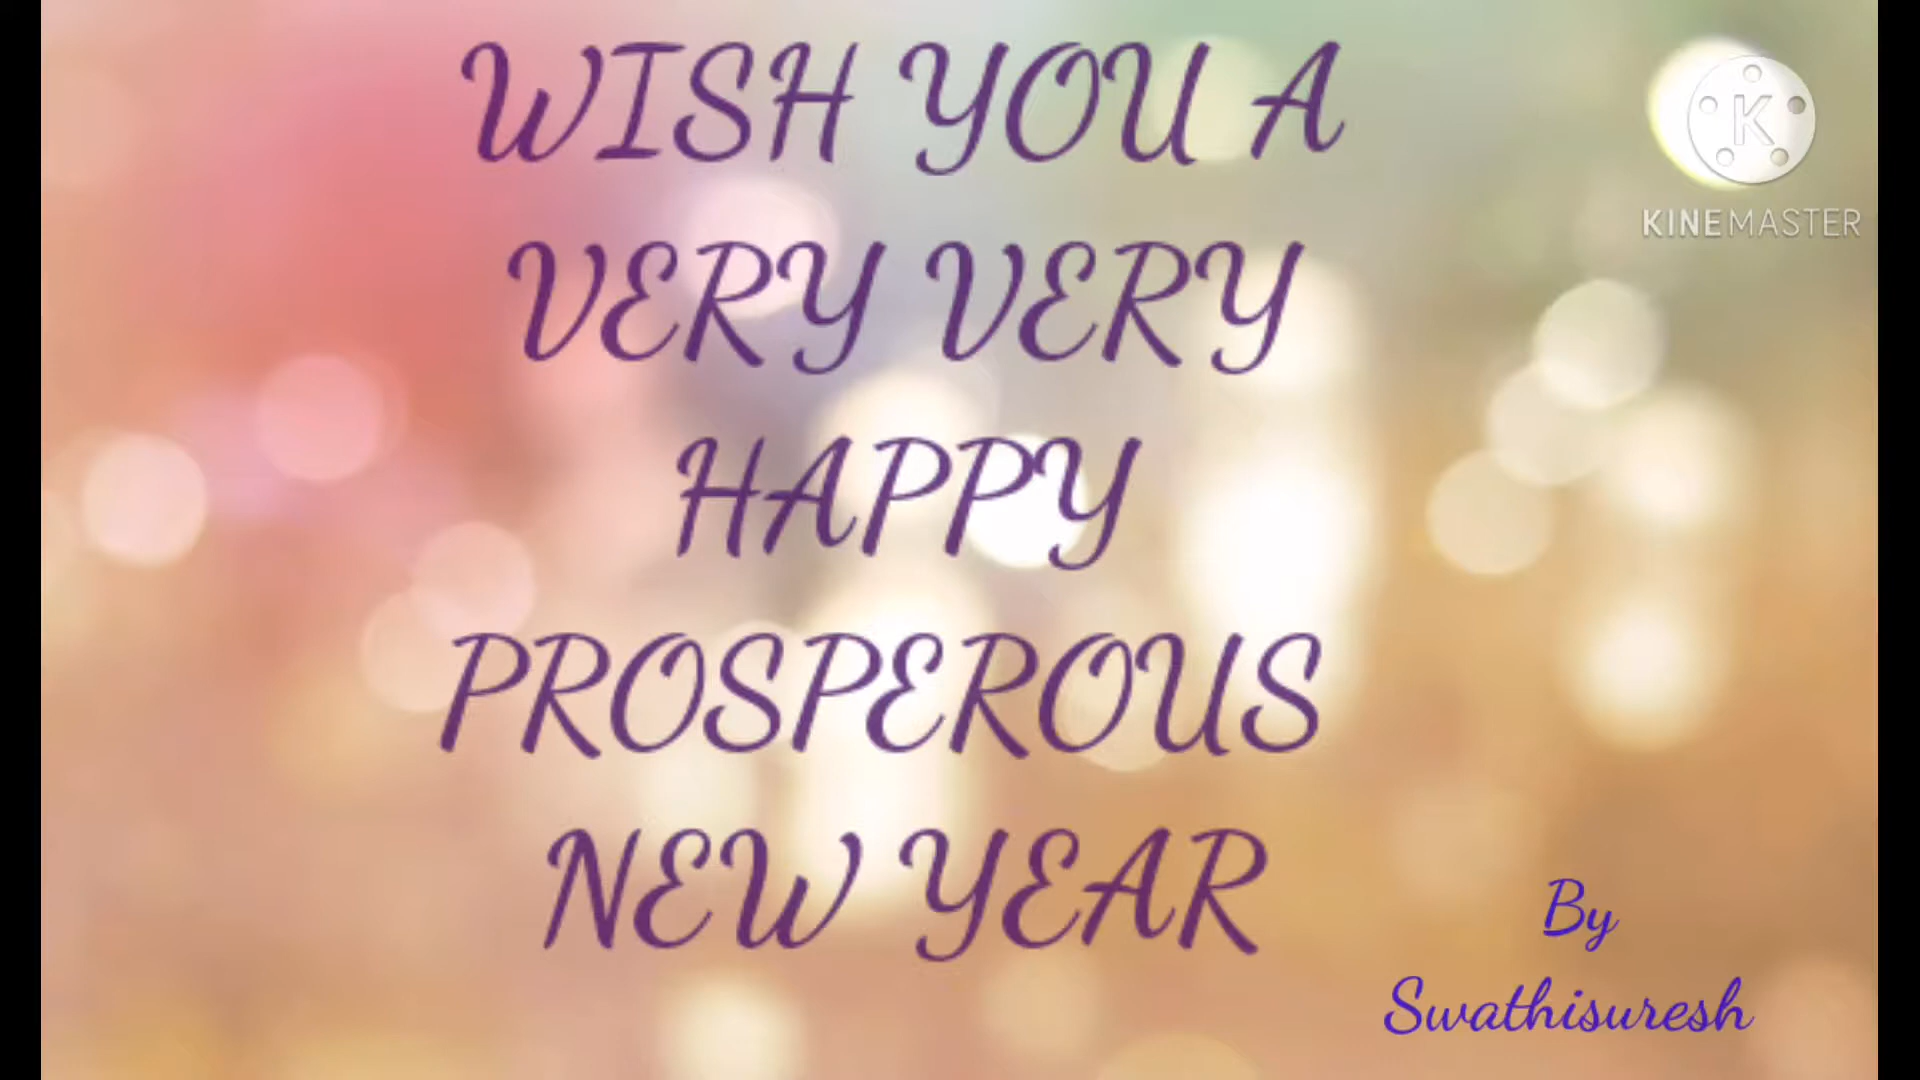 WISH YOU A
VERY VERY
HAPPY
PROSPEROUS
NEW YEAR
KINEMASTER
By
Swathisuresh